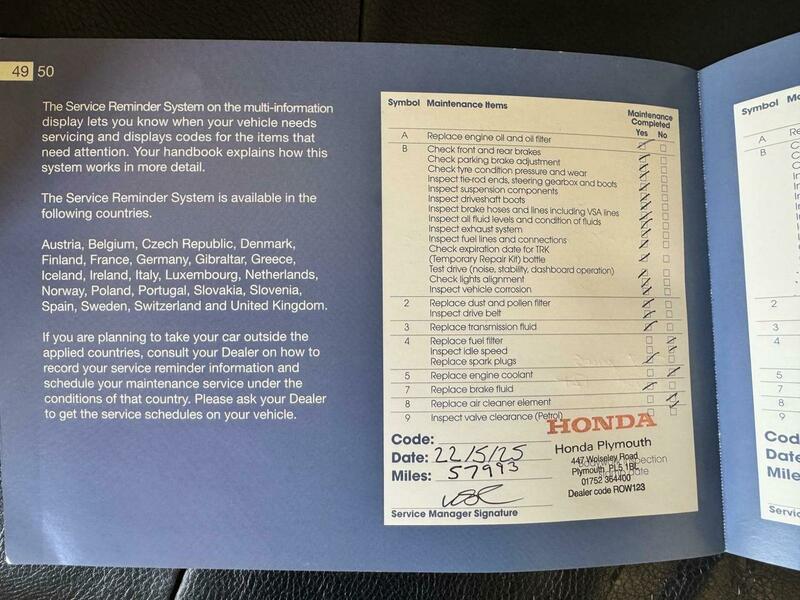 49 50
The Service Reminder System on the multi-information
display lets you know when your vehicle needs
servicing and displays codes for the items that
need attention. Your handbook explains how this
system works in more detail.
The Service Reminder System is available in the
following countries.
Austria, Belgium, Czech Republic, Denmark,
Finland, France, Germany, Gibraltar, Greece,
Iceland, Ireland, Italy, Luxembourg, Netherlands,
Norway, Poland, Portugal, Slovakia, Slovenia,
Spain, Sweden, Switzerland and United Kingdom.
If you are planning to take your car outside the
applied countries, consult your Dealer on how to
record your service reminder information and
schedule your maintenance service under the
conditions of that country. Please ask your Dealer
to get the service schedules on your vehicle.
Symbol Maintenance Items
Maintenance
Completed
Yes No
A Replace engine oil and oil filter
B Check front and rear brakes
Check parking brake adjustment
Check tyre condition pressure and wear
Inspect tie-rod ends, steering gearbox and boots
Inspect suspension components
Inspect driveshaft boots
Inspect brake hoses and lines including VSA lines
Inspect all fluid levels and condition of fluids
Inspect exhaust system
Inspect fuel lines and connections
Check expiration date for TRK
(Temporary Repair Kit) bottle
Test drive (noise, stability, dashboard operation)
Check lights alignment
Inspect vehicle corrosion
2 Replace dust and pollen filter
Inspect drive belt
3 Replace transmission fluid
4 Replace fuel filter
Inspect idle speed
Replace spark plugs
5 Replace engine coolant
7 Replace brake fluid
8 Replace air cleaner element
9 Inspect valve clearance (Petrol)
HONDA
Honda Plymouth
447 Wolseley Road
Plymouth PL5 1BL
01752 364400
Dealer code ROW123
Code:
Date: 22/5/25
Miles: 57993
Service Manager Signature
Symbol
A
B
2
3
4
5
7
8
9